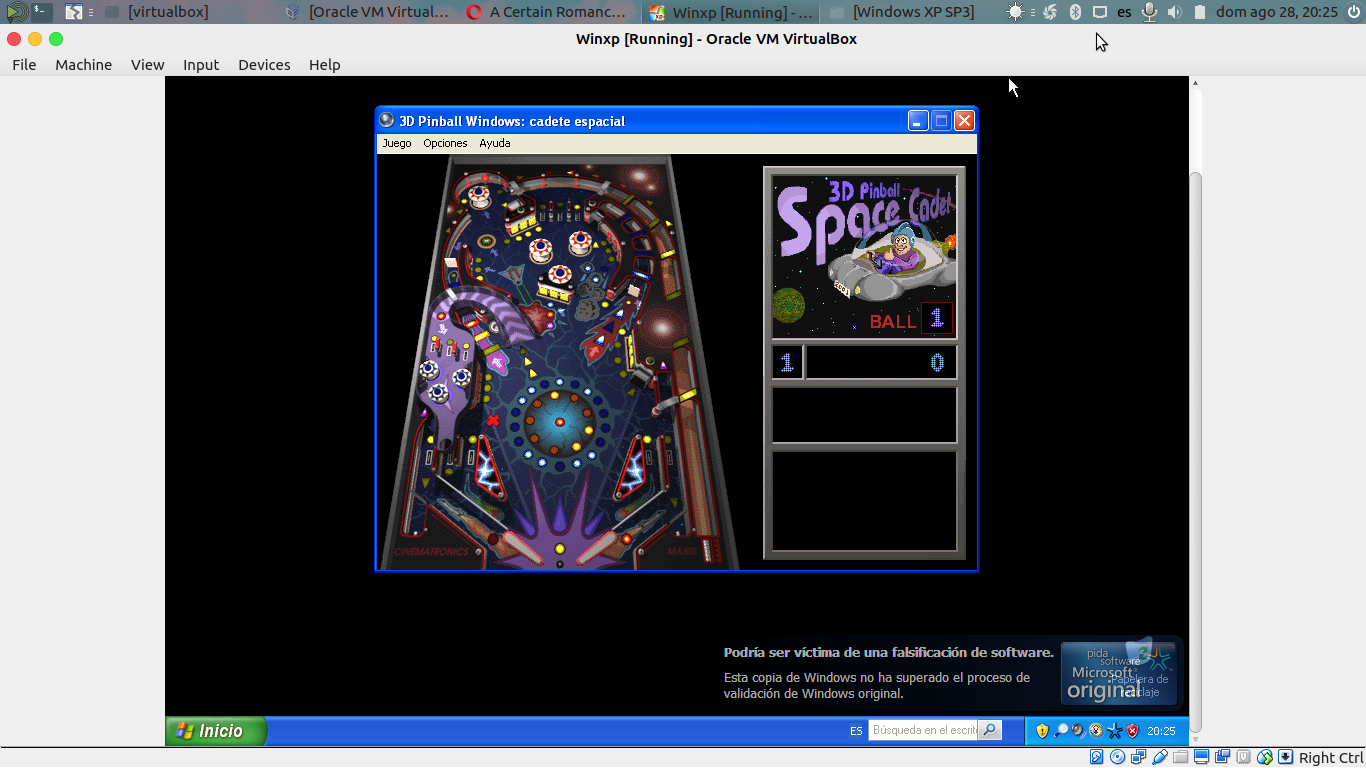 [virtualbox]
[Oracle VM Virtual...
A Certain Romanc...
Winxp [Running] - ...
[Windows XP SP3]
es
dom ago 28, 20:25
Winxp [Running] - Oracle VM VirtualBox
File Machine View Input Devices Help
3D Pinball Windows: cadete espacial
Juego Opciones Ayuda
3D Pinball
Space Cadet
BALL 1
1 0
CINEMATRONICS
MAXIS
Podría ser víctima de una falsificación de software.
Esta copia de Windows no ha superado el proceso de
validación de Windows original.
pida
software
Microsoft
original
Papelera de
reciclaje
Inicio
ES
Búsqueda en el escrit
20:25
Right Ctrl